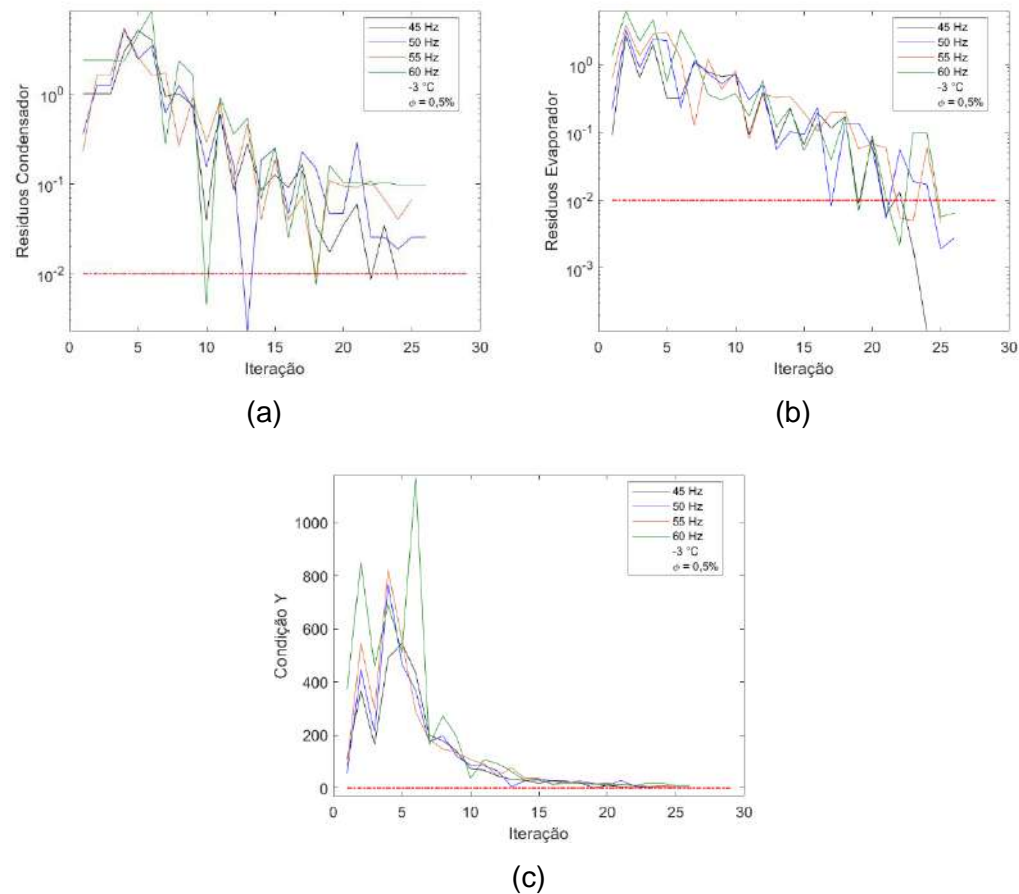 Resíduos Condensador
10^0
10^-1
10^-2
0 5 10 15 20 25 30
Iteração
45 Hz
50 Hz
55 Hz
60 Hz
-3 °C
ϕ = 0,5%
(a)
Resíduos Evaporador
10^0
10^-1
10^-2
10^-3
0 5 10 15 20 25 30
Iteração
45 Hz
50 Hz
55 Hz
60 Hz
-3 °C
ϕ = 0,5%
(b)
Condição Y
1000
800
600
400
200
0
0 5 10 15 20 25 30
Iteração
45 Hz
50 Hz
55 Hz
60 Hz
-3 °C
ϕ = 0,5%
(c)